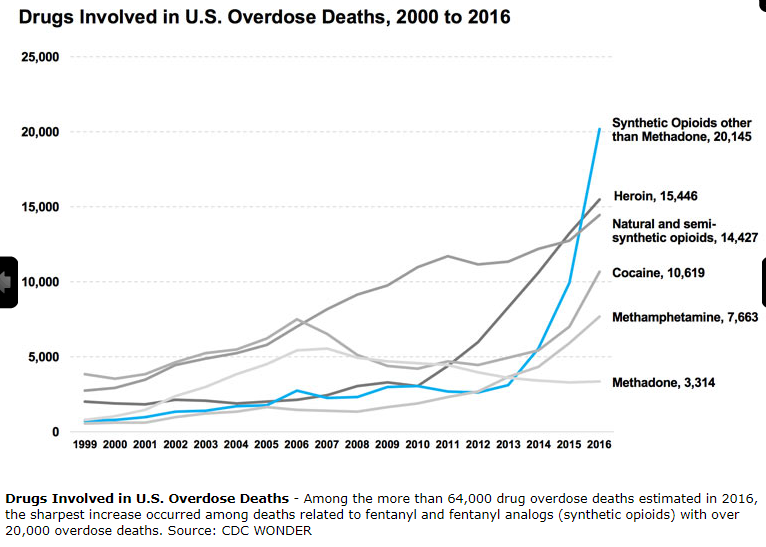 Drugs Involved in U.S. Overdose Deaths, 2000 to 2016
25,000
20,000
15,000
10,000
5,000
0
Synthetic Opioids other
than Methadone, 20,145
Heroin, 15,446
Natural and semi-
synthetic opioids, 14,427
Cocaine, 10,619
Methamphetamine, 7,663
Methadone, 3,314
1999 2000 2001 2002 2003 2004 2005 2006 2007 2008 2009 2010 2011 2012 2013 2014 2015 2016
Drugs Involved in U.S. Overdose Deaths - Among the more than 64,000 drug overdose deaths estimated in 2016,
the sharpest increase occurred among deaths related to fentanyl and fentanyl analogs (synthetic opioids) with over
20,000 overdose deaths. Source: CDC WONDER